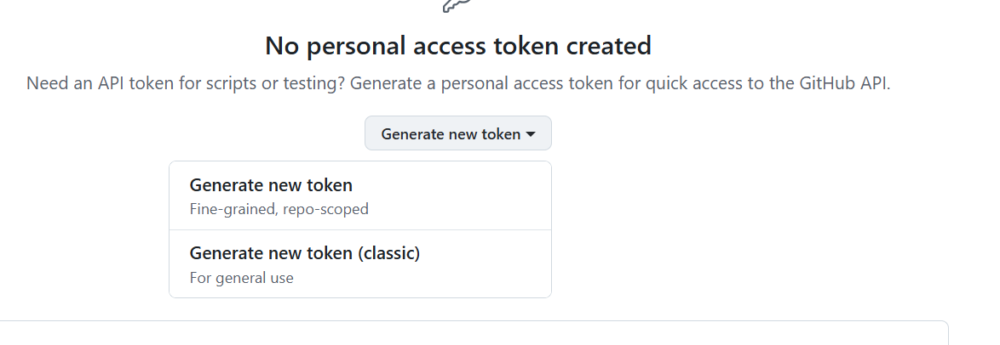 No personal access token created
Need an API token for scripts or testing? Generate a personal access token for quick access to the GitHub API.
Generate new token
Generate new token
Fine-grained, repo-scoped
Generate new token (classic)
For general use